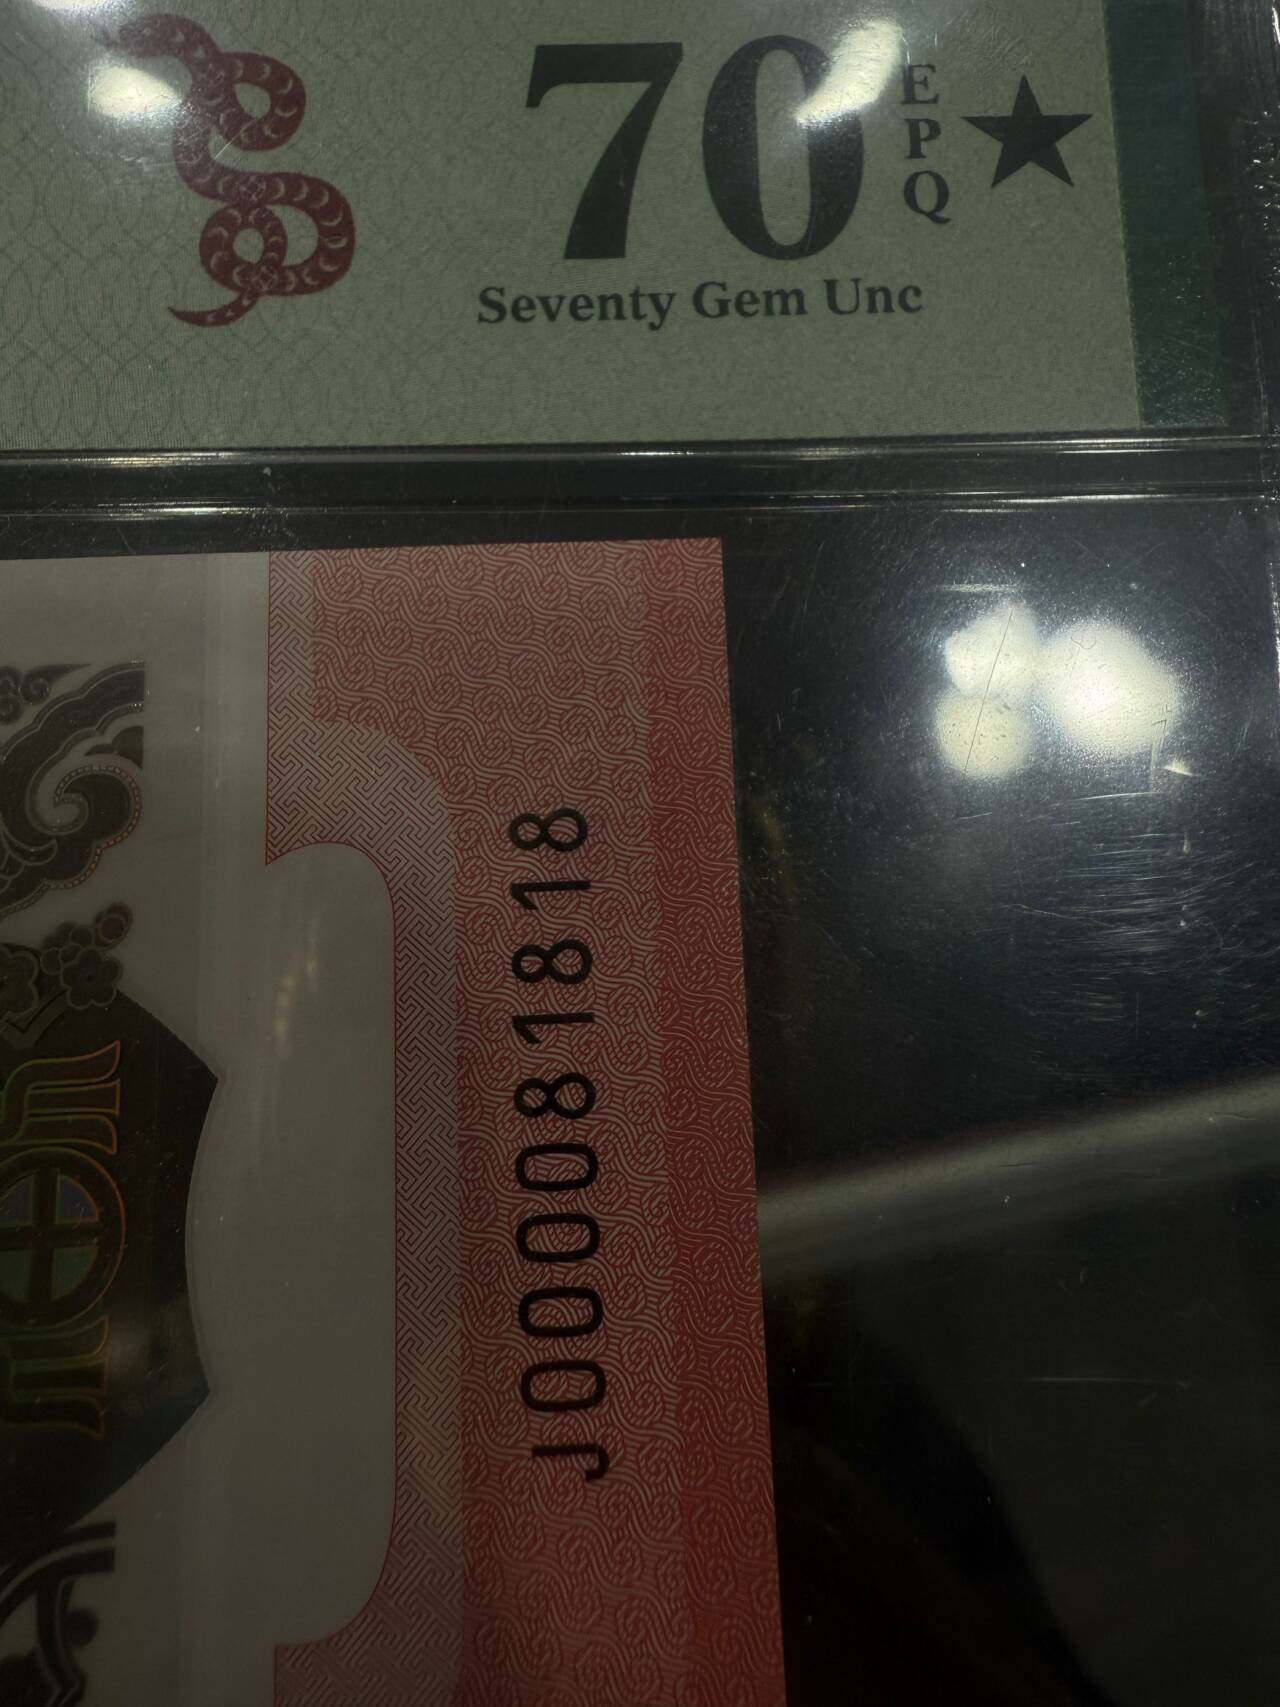 70
EPQ
★
Seventy Gem Unc
J000081818